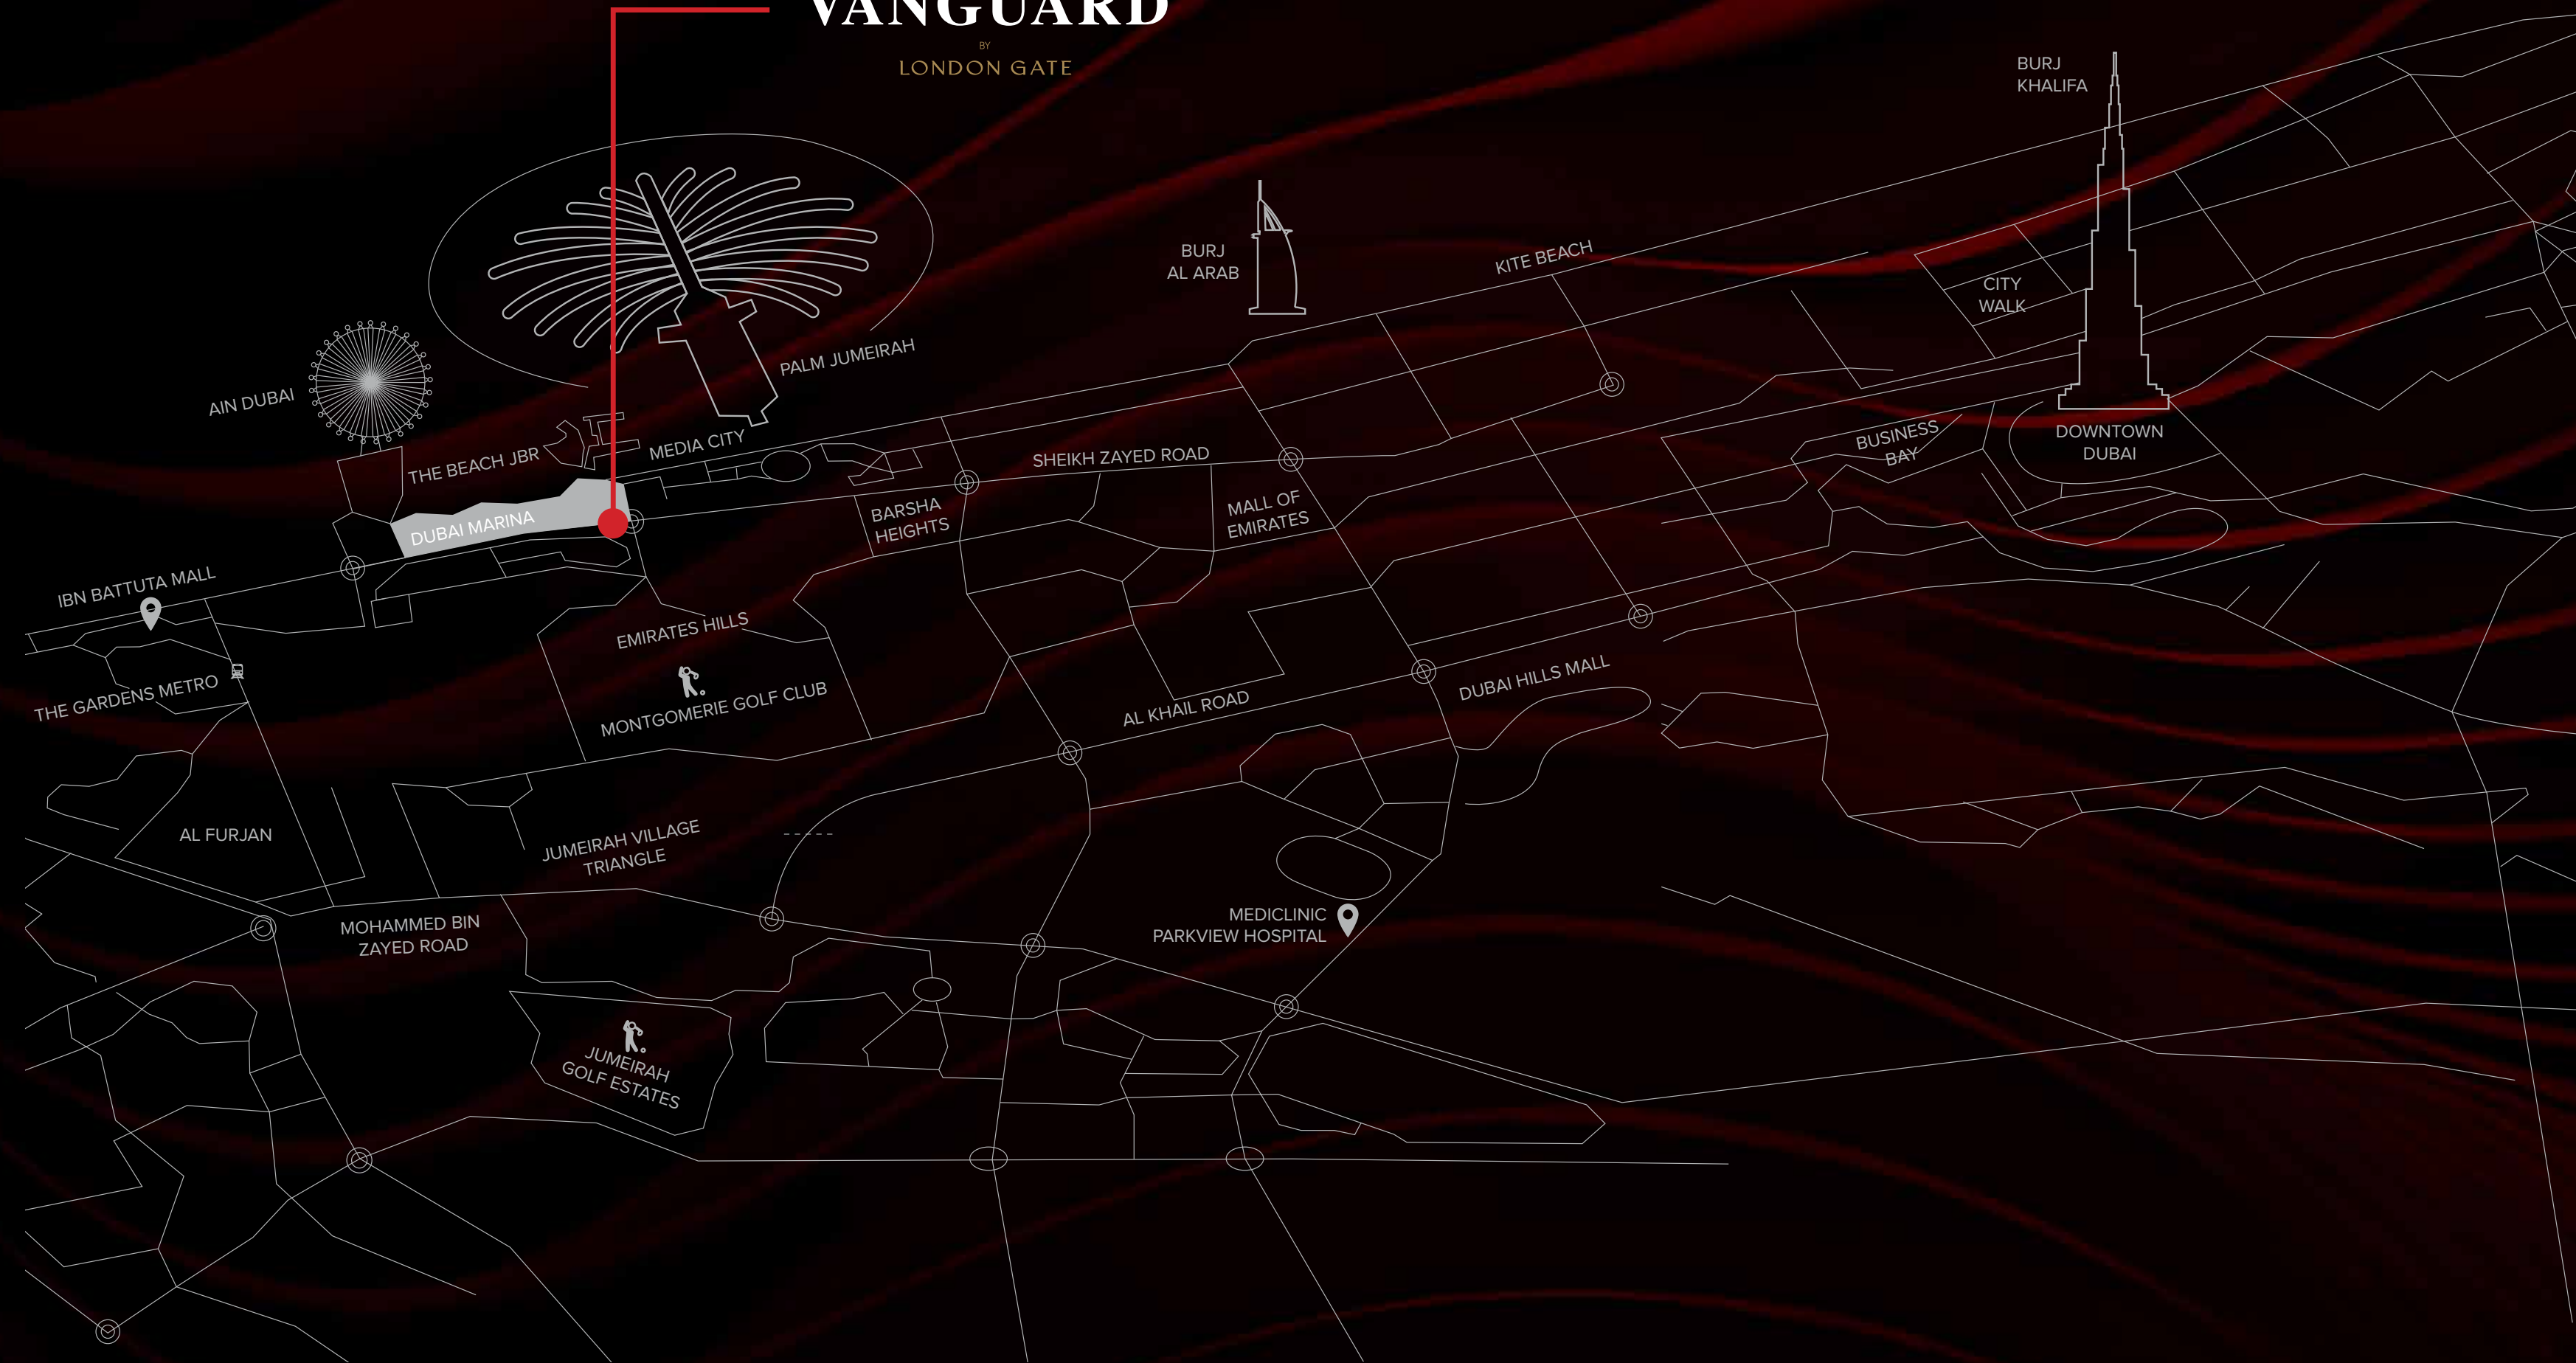 VANGUARD
BY
LONDON GATE
BURJ
KHALIFA
BURJ
AL ARAB
KITE BEACH
CITY
WALK
PALM JUMEIRAH
AIN DUBAI
THE BEACH JBR
MEDIA CITY
SHEIKH ZAYED ROAD
BUSINESS
BAY
DOWNTOWN
DUBAI
DUBAI MARINA
BARSHA
HEIGHTS
MALL OF
EMIRATES
IBN BATTUTA MALL
EMIRATES HILLS
THE GARDENS METRO
MONTGOMERIE GOLF CLUB
AL KHAIL ROAD
DUBAI HILLS MALL
AL FURJAN
JUMEIRAH VILLAGE
TRIANGLE
MOHAMMED BIN
ZAYED ROAD
MEDICLINIC
PARKVIEW HOSPITAL
JUMEIRAH
GOLF ESTATES